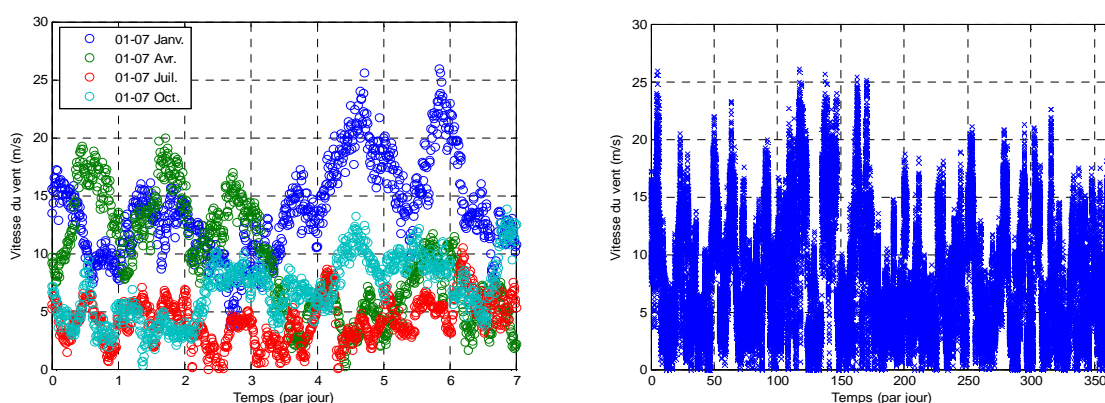 30
25
20
15
10
5
0
Vitesse du vent (m/s)
01-07 Janv.
01-07 Avr.
01-07 Juil.
01-07 Oct.
0 1 2 3 4 5 6 7
Temps (par jour)
30
25
20
15
10
5
0
Vitesse du vent (m/s)
0 50 100 150 200 250 300 350
Temps (par jour)